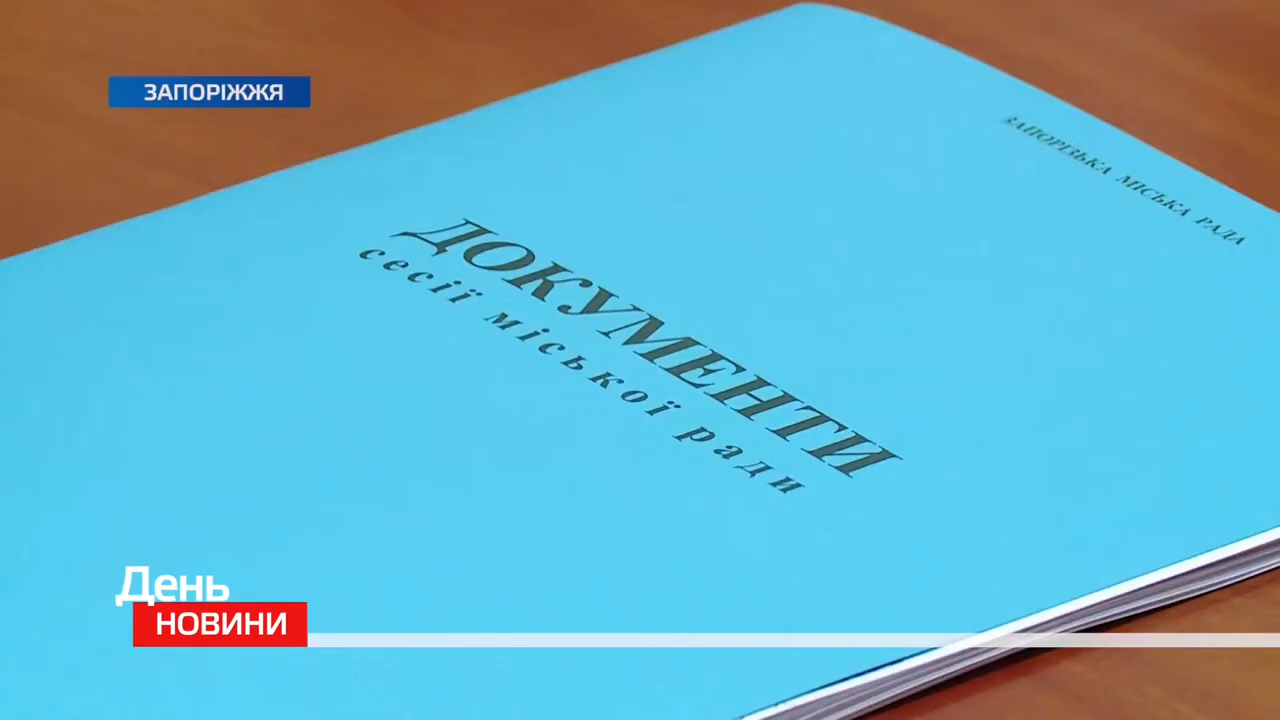 ЗАПОРІЖЖЯ
ЗАПОРІЗЬКА МІСЬКА РАДА
ДОКУМЕНТИ
сесії міської ради
День
НОВИНИ